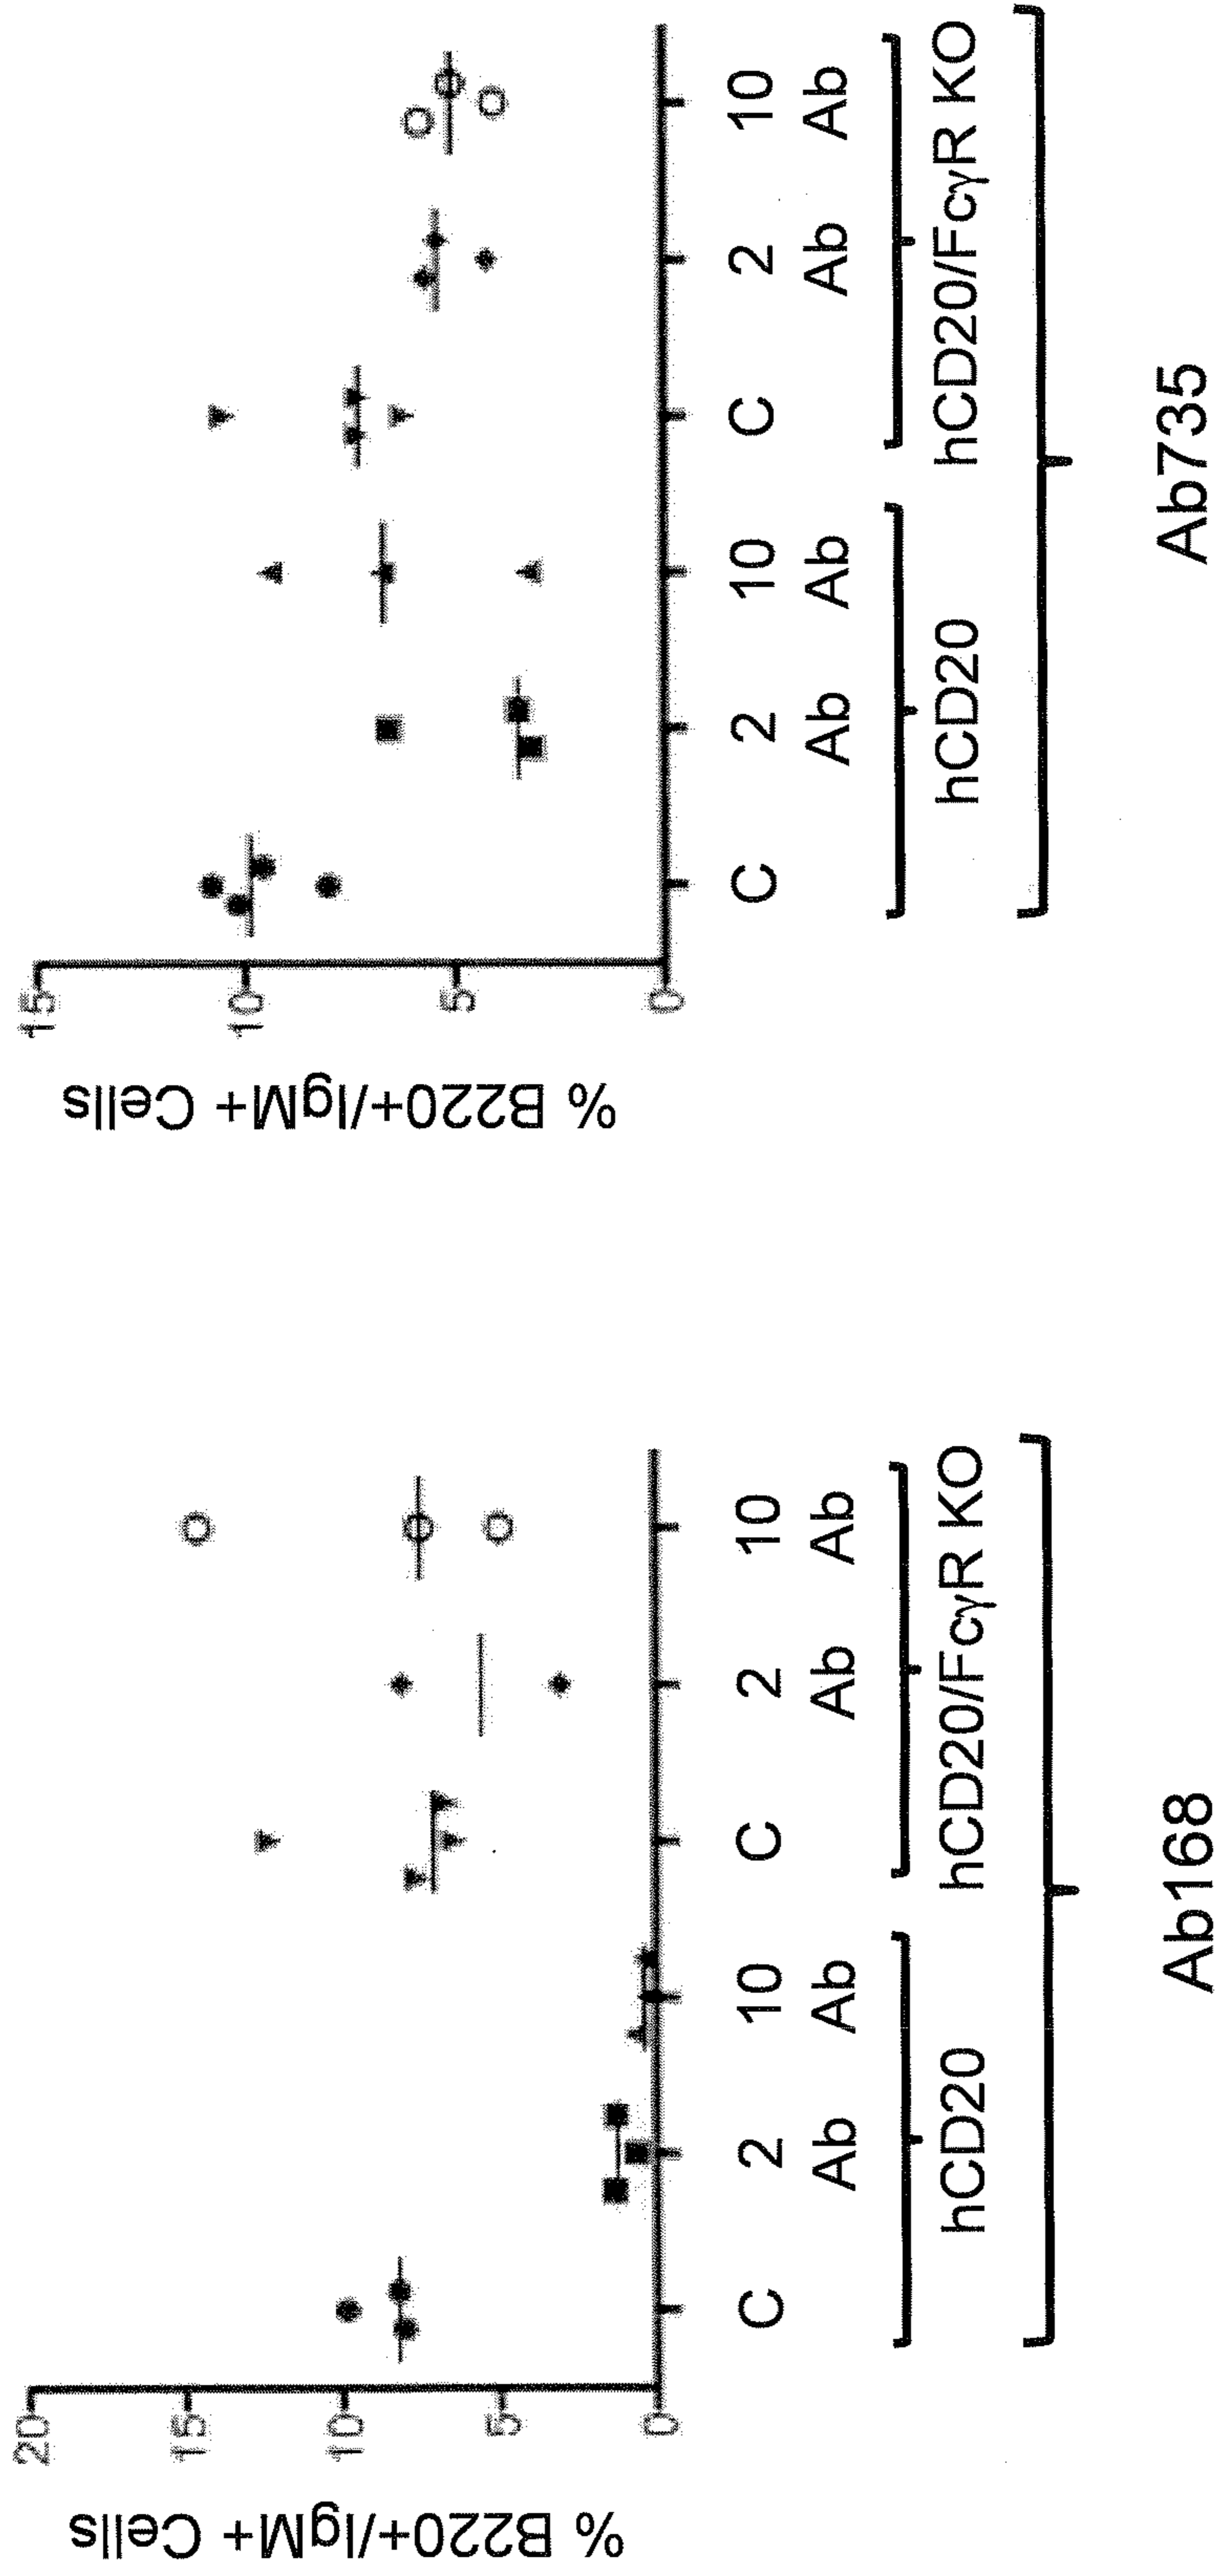 % B220+/IgM+ Cells
20
15
10
5
0
C 2 10 C 2 10
Ab Ab Ab Ab
hCD20 hCD20/FcγR KO
Ab168
% B220+/IgM+ Cells
15
10
5
0
C 2 10 C 2 10
Ab Ab Ab Ab
hCD20 hCD20/FcγR KO
Ab735